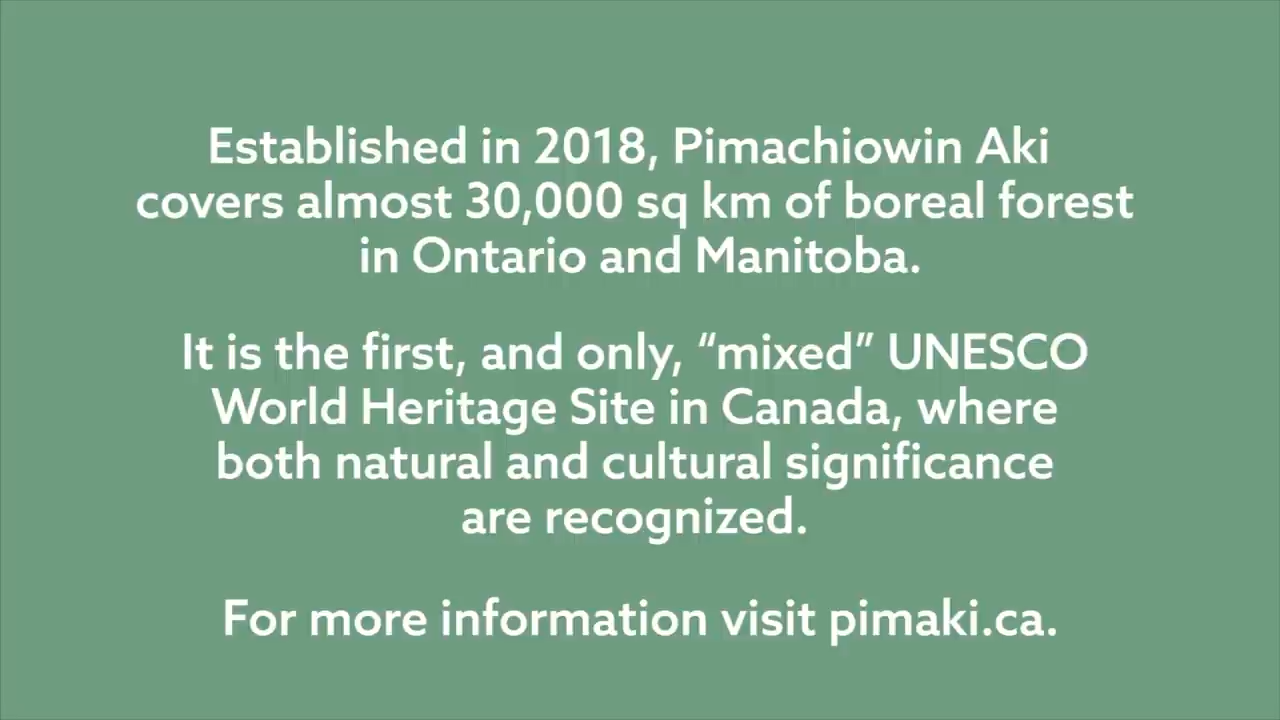 Established in 2018, Pimachiowin Aki
covers almost 30,000 sq km of boreal forest
in Ontario and Manitoba.
It is the first, and only, “mixed” UNESCO
World Heritage Site in Canada, where
both natural and cultural significance
are recognized.
For more information visit pimaki.ca.